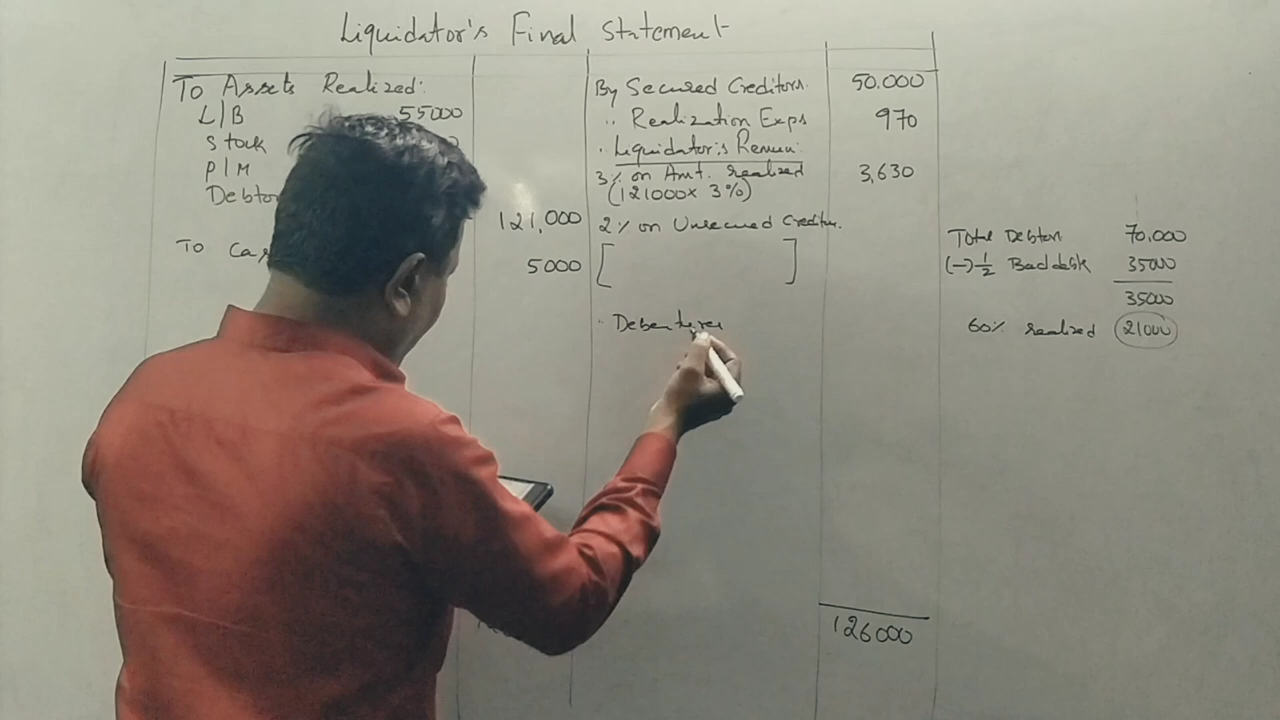 Liquidator's Final Statement
To Assets Realized:
L/B 55000
Stock
P/M
Debtor
121,000
To Cas
5000
By Secured Creditors 50.000
" Realization Exps 970
" Liquidator's Remun:
3% on Amt. realized 3,630
(121000 x 3%)
2% on Unsecured Creditors.
[ ]
" Debentures
126000
Total Debtors 70,000
(-) 1/2 Bad debts 35000
35000
60% realized 21000